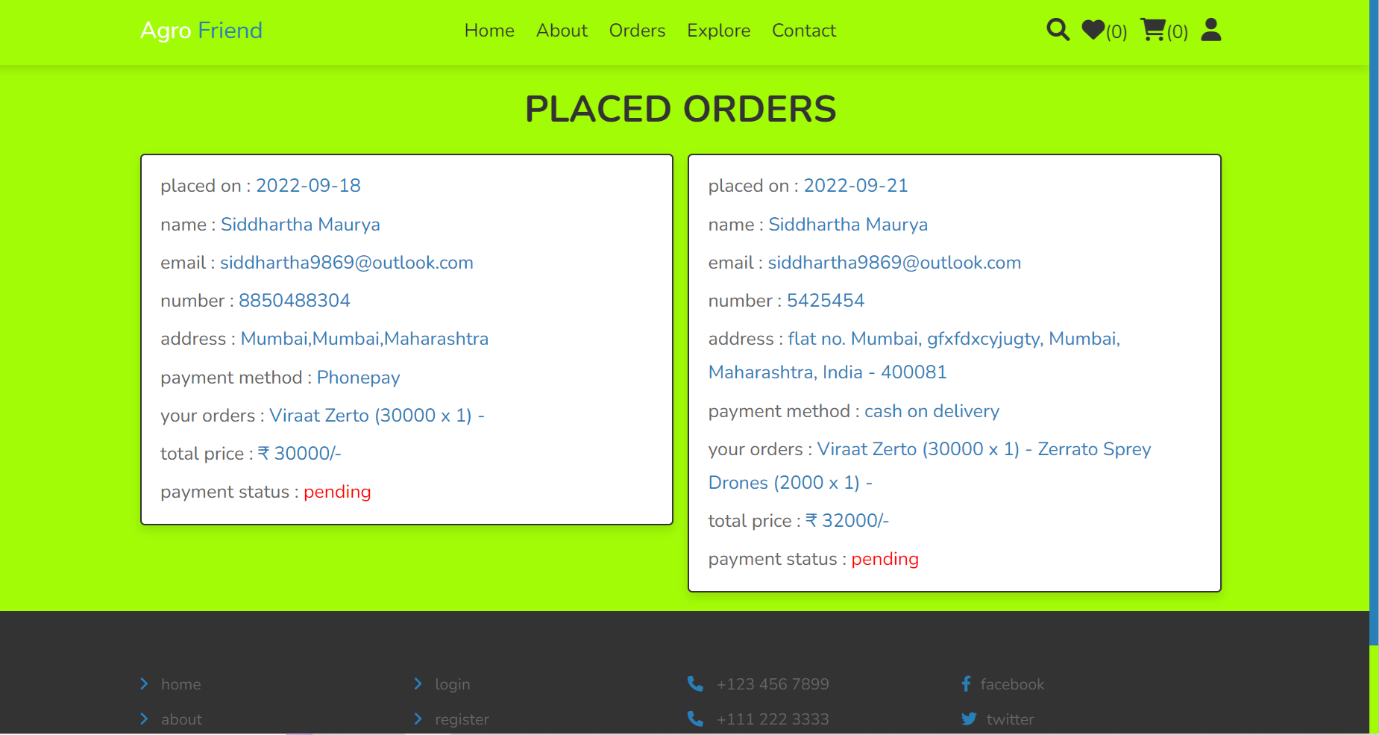 Agro Friend Home About Orders Explore Contact (0) (0)
PLACED ORDERS
placed on : 2022-09-18
name : Siddhartha Maurya
email : siddhartha9869@outlook.com
number : 8850488304
address : Mumbai,Mumbai,Maharashtra
payment method : Phonepay
your orders : Viraat Zerto (30000 x 1) -
total price : ₹ 30000/-
payment status : pending
placed on : 2022-09-21
name : Siddhartha Maurya
email : siddhartha9869@outlook.com
number : 5425454
address : flat no. Mumbai, gfxfdxcyjugty, Mumbai,
Maharashtra, India - 400081
payment method : cash on delivery
your orders : Viraat Zerto (30000 x 1) - Zerrato Sprey
Drones (2000 x 1) -
total price : ₹ 32000/-
payment status : pending
home
about
login
register
+123 456 7899
+111 222 3333
facebook
twitter